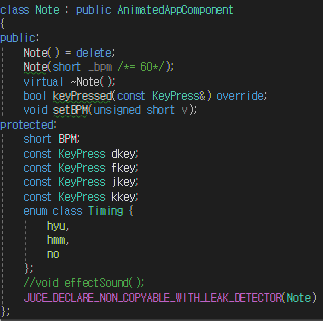 class Note : public AnimatedAppComponent
{
public:
Note() = delete;
Note(short _bpm /*= 60*/);
virtual ~Note();
bool keyPressed(const KeyPress&) override;
void setBPM(unsigned short v);
protected:
short BPM;
const KeyPress dkey;
const KeyPress fkey;
const KeyPress jkey;
const KeyPress kkey;
enum class Timing {
hyu,
hmm,
no
};
//void effectSound();
JUCE_DECLARE_NON_COPYABLE_WITH_LEAK_DETECTOR(Note)
};